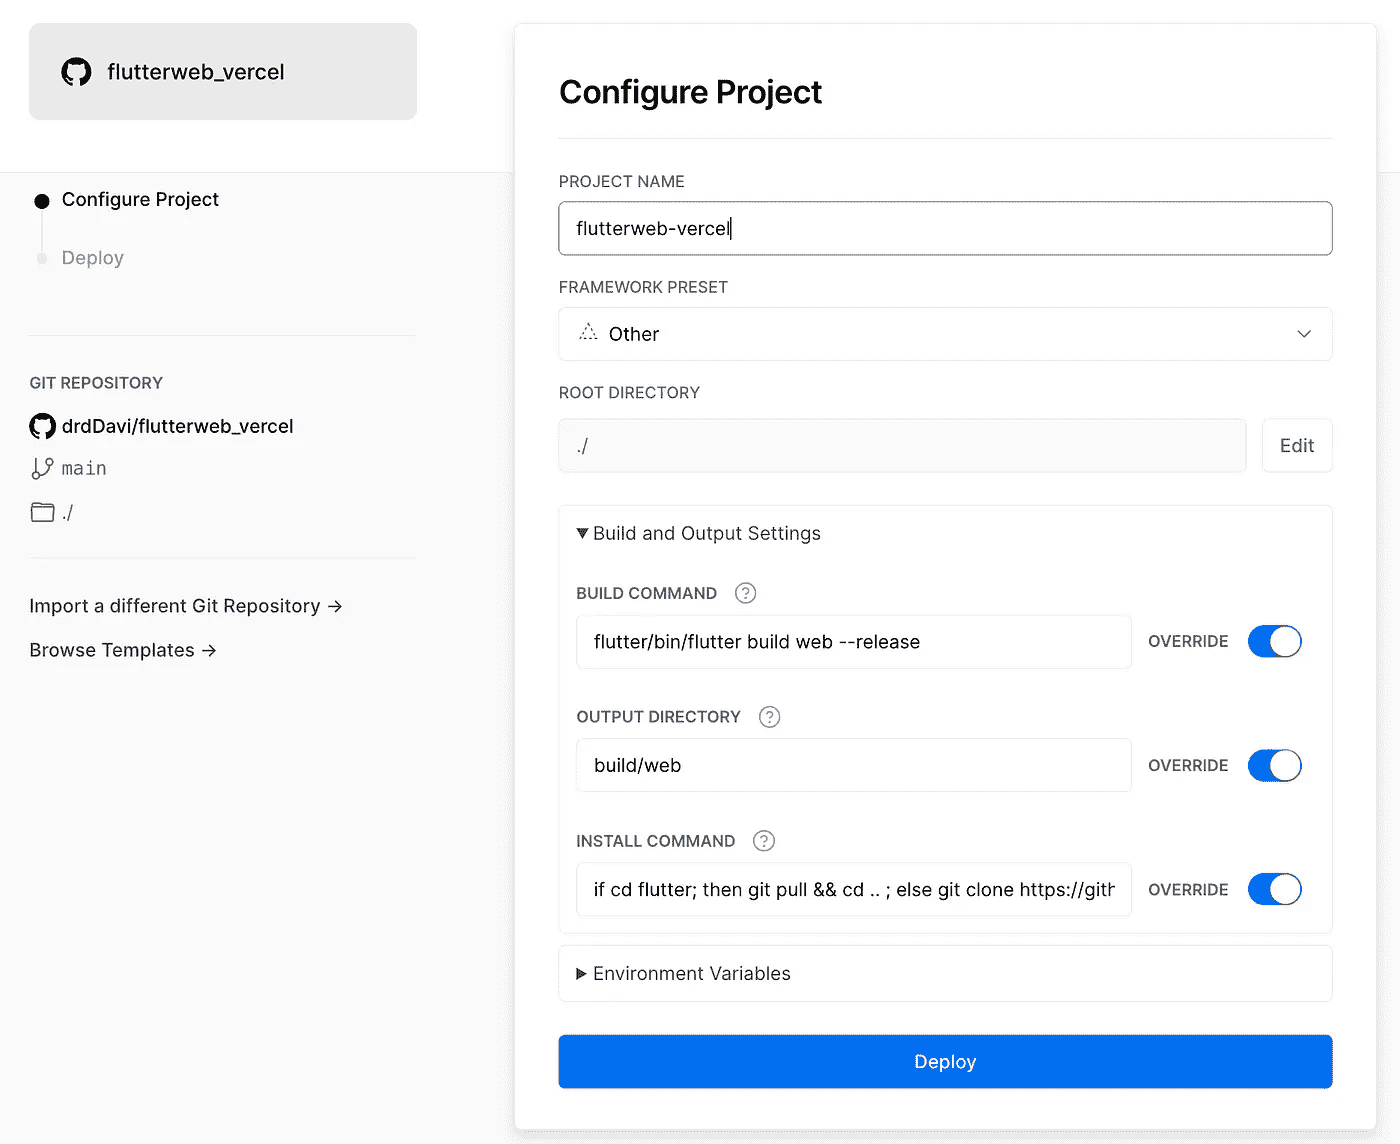 flutterweb_vercel
Configure Project
Deploy
GIT REPOSITORY
drdDavi/flutterweb_vercel
main
./
Import a different Git Repository →
Browse Templates →
Configure Project
PROJECT NAME
flutterweb-vercel
FRAMEWORK PRESET
Other
ROOT DIRECTORY
./
Edit
Build and Output Settings
BUILD COMMAND ?
flutter/bin/flutter build web --release
OVERRIDE
OUTPUT DIRECTORY ?
build/web
OVERRIDE
INSTALL COMMAND ?
if cd flutter; then git pull && cd .. ; else git clone https://gith
OVERRIDE
Environment Variables
Deploy